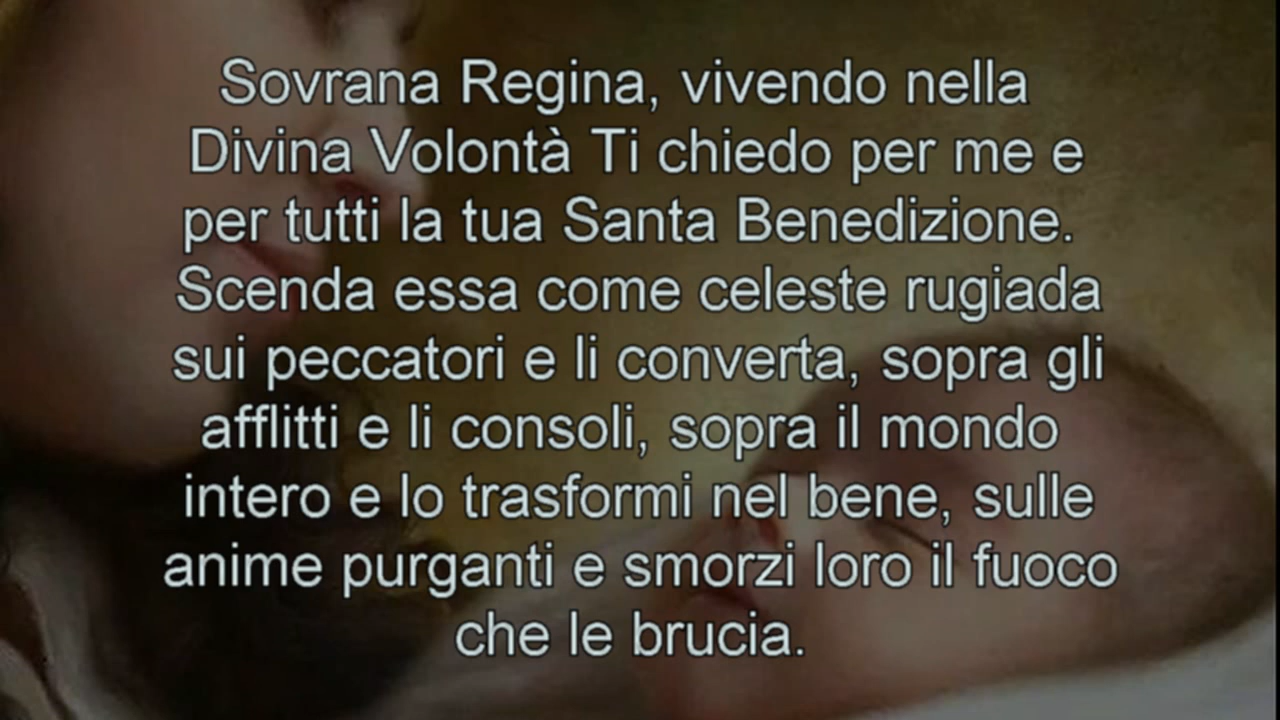 Sovrana Regina, vivendo nella
Divina Volontà Ti chiedo per me e
per tutti la tua Santa Benedizione.
Scenda essa come celeste rugiada
sui peccatori e li converta, sopra gli
afflitti e li consoli, sopra il mondo
intero e lo trasformi nel bene, sulle
anime purganti e smorzi loro il fuoco
che le brucia.